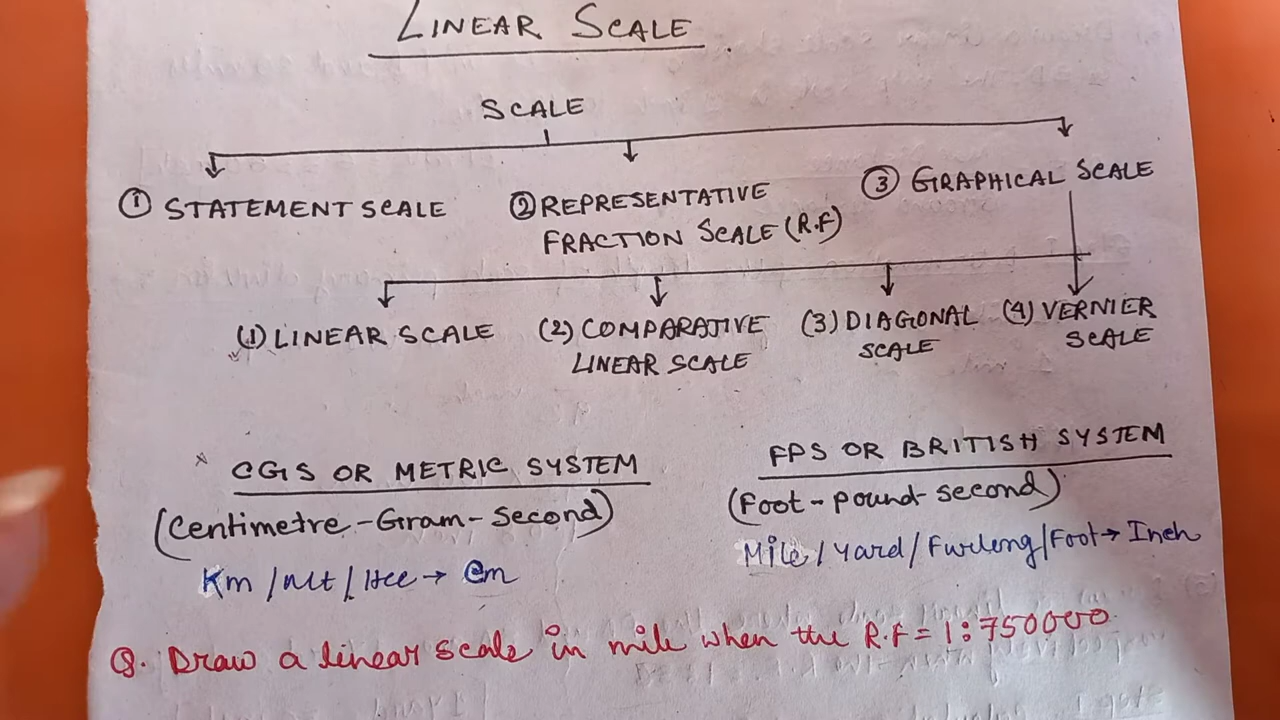 LINEAR SCALE
SCALE
① STATEMENT SCALE
② REPRESENTATIVE
FRACTION SCALE (R.F)
③ GRAPHICAL SCALE
(1) LINEAR SCALE
(2) COMPARATIVE
LINEAR SCALE
(3) DIAGONAL
SCALE
(4) VERNIER
SCALE
CGS OR METRIC SYSTEM
(Centimetre-Gram-Second)
Km / Mt / → cm
FPS OR BRITISH SYSTEM
(Foot-pound-second)
Mile / Yard / Furlong / Foot → Inch
Q. Draw a linear scale in mile when the R.F = 1:750000